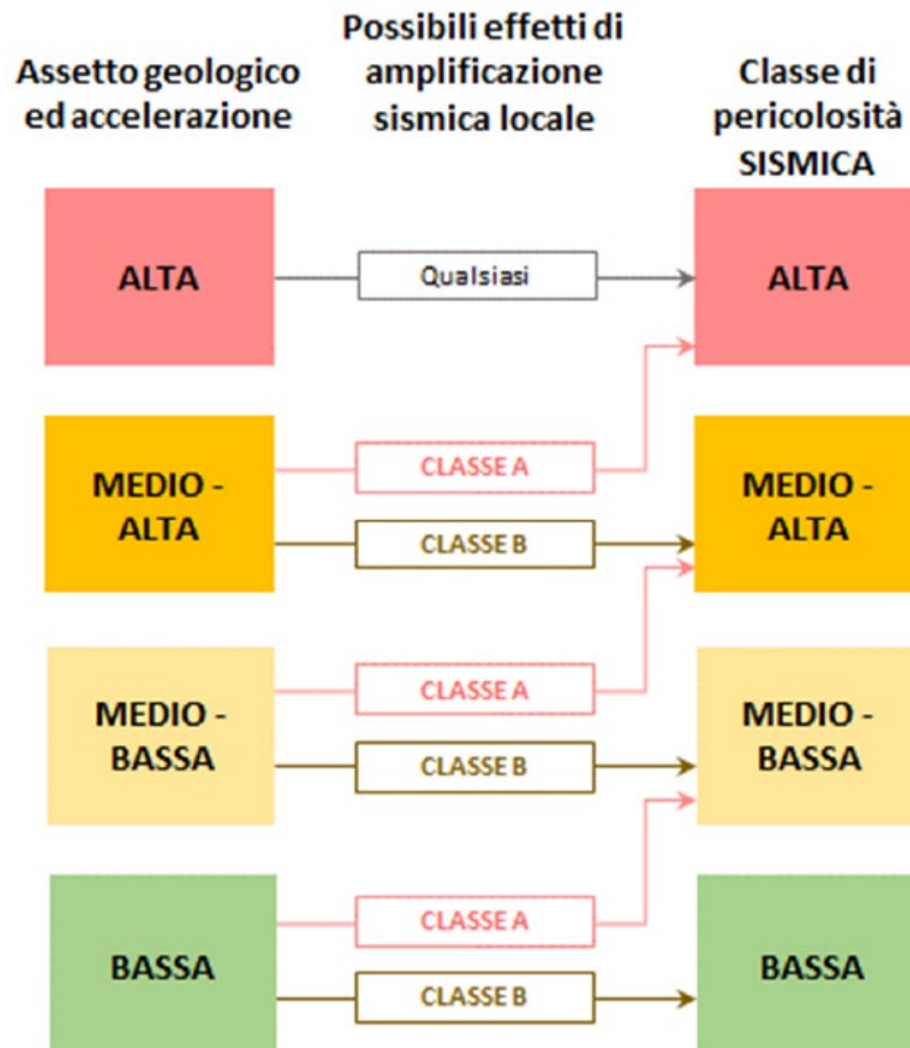 Assetto geologico
ed accelerazione
Possibili effetti di
amplificazione
sismica locale
Classe di
pericolosità
SISMICA
ALTA
Qualsiasi
ALTA
MEDIO -
ALTA
CLASSE A
CLASSE B
MEDIO -
ALTA
MEDIO -
BASSA
CLASSE A
CLASSE B
MEDIO -
BASSA
BASSA
CLASSE A
CLASSE B
BASSA